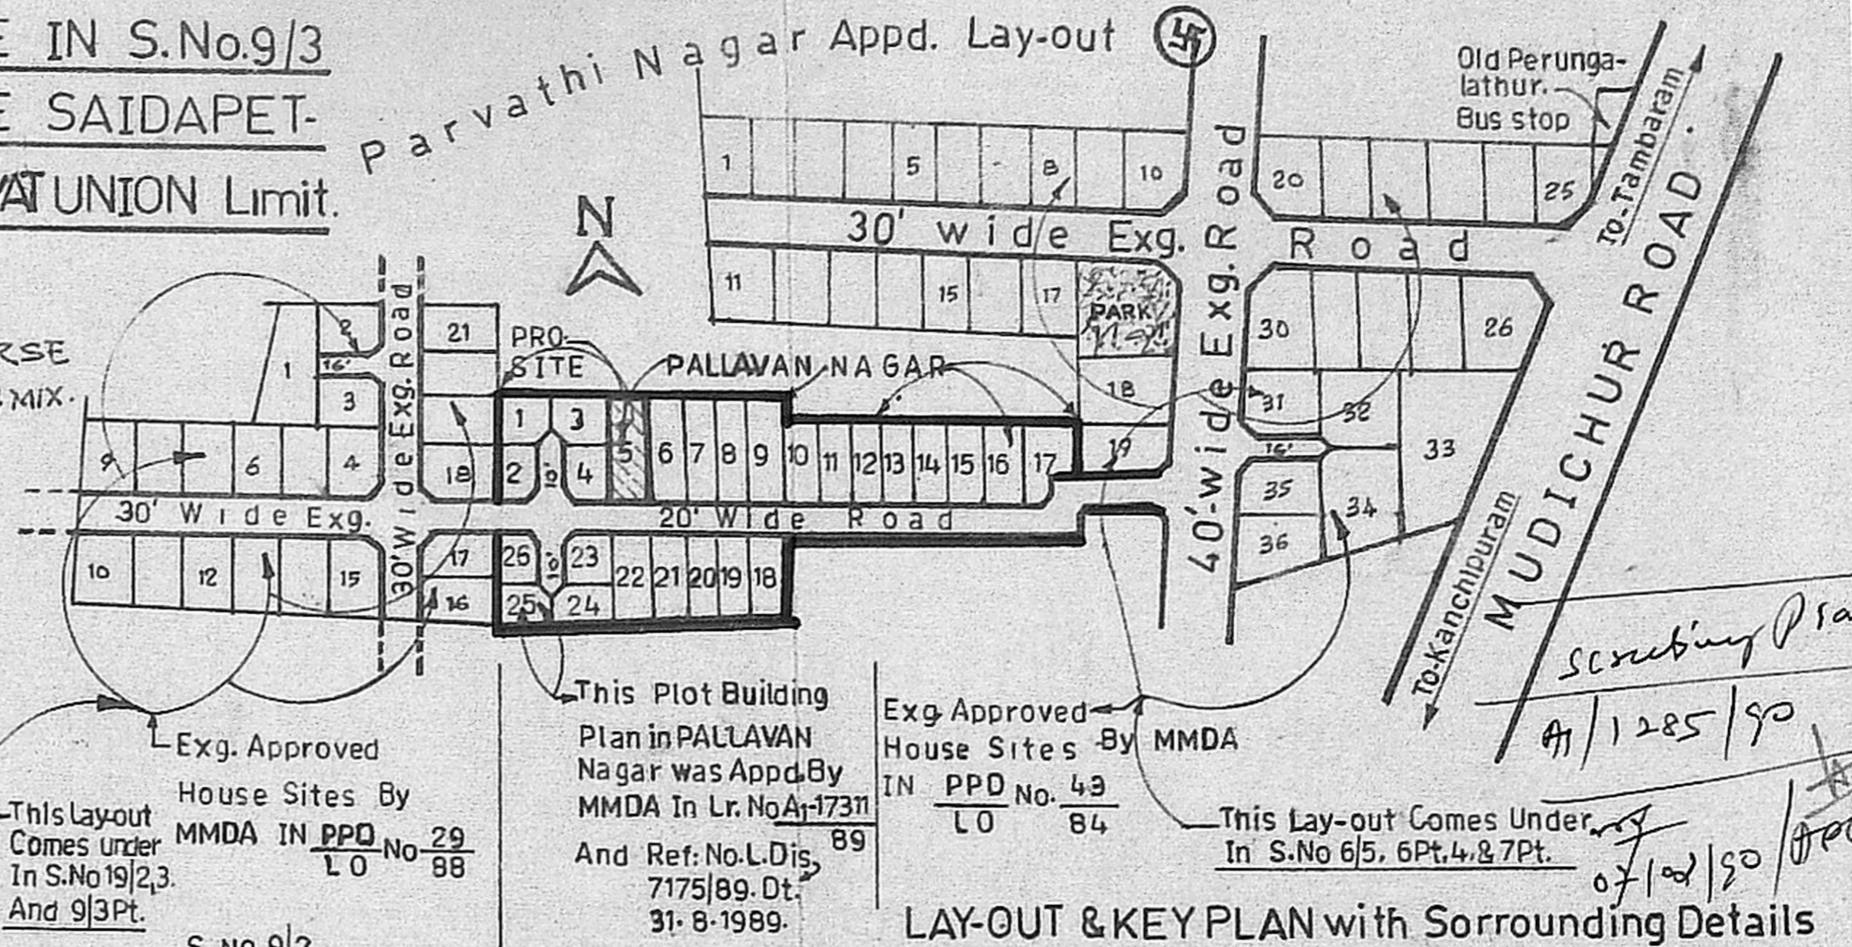 E IN S.No.9/3
E SAIDAPET-
YAT UNION Limit.
Parvathi Nagar Appd. Lay-out
Old Perunga-
lathur.
Bus stop
To-Tambaram
MUDICHUR ROAD.
To-Kanchipuram
1 5 8 10
20 25
30' wide Exg. Road
40'-wide Exg. Road
11 15 17 PARK
18
19
30 26
31 32 33
16'
35 34
36
N
RSE
MIX.
PRO-
SITE
PALLAVAN NAGAR
2 21
1 16'
3
9 6 4 18
30' Wide Exg.
30' Wide Exg. Road
10 12 15 17
16
1 3 5 6 7 8 9 10 11 12 13 14 15 16 17
2 10 4
20' Wide Road
26 10 23 22 21 20 19 18
25 24
This Plot Building
Plan in PALLAVAN
Nagar was Appd.By
MMDA In Lr. No A1-17311
89
And Ref: No.L.Dis,
7175/89. Dt.
31.8.1989.
Exg. Approved
House Sites By
MMDA IN PPD No 29
LO 88
This Lay-out
Comes under
In S.No 19/2,3.
And 9/3Pt.
S. No 9/2
Exg Approved
House Sites By MMDA
IN PPD No. 43
LO 84
This Lay-out Comes Under
In S.No 6/5, 6Pt,4,&7Pt.
A1/1285/90
LAY-OUT & KEY PLAN with Sorrounding Details